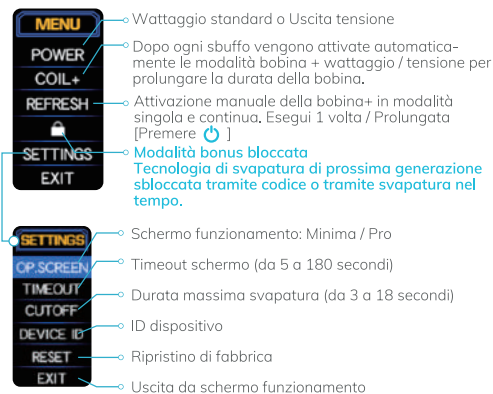 MENU
Wattaggio standard o Uscita tensione
POWER
Dopo ogni sbuffo vengono attivate automatica-
mente le modalità bobina + wattaggio / tensione per
prolungare la durata della bobina.
COIL+
REFRESH
Attivazione manuale della bobina+ in modalità
singola e continua. Esegui 1 volta / Prolungata
[Premere ]
Modalità bonus bloccata
Tecnologia di svapatura di prossima generazione
sbloccata tramite codice o tramite svapatura nel
tempo.
SETTINGS
EXIT
SETTINGS
OP.SCREEN
Schermo funzionamento: Minima / Pro
TIMEOUT
Timeout schermo (da 5 a 180 secondi)
CUTOFF
Durata massima svapatura (da 3 a 18 secondi)
DEVICE ID
ID dispositivo
RESET
Ripristino di fabbrica
EXIT
Uscita da schermo funzionamento